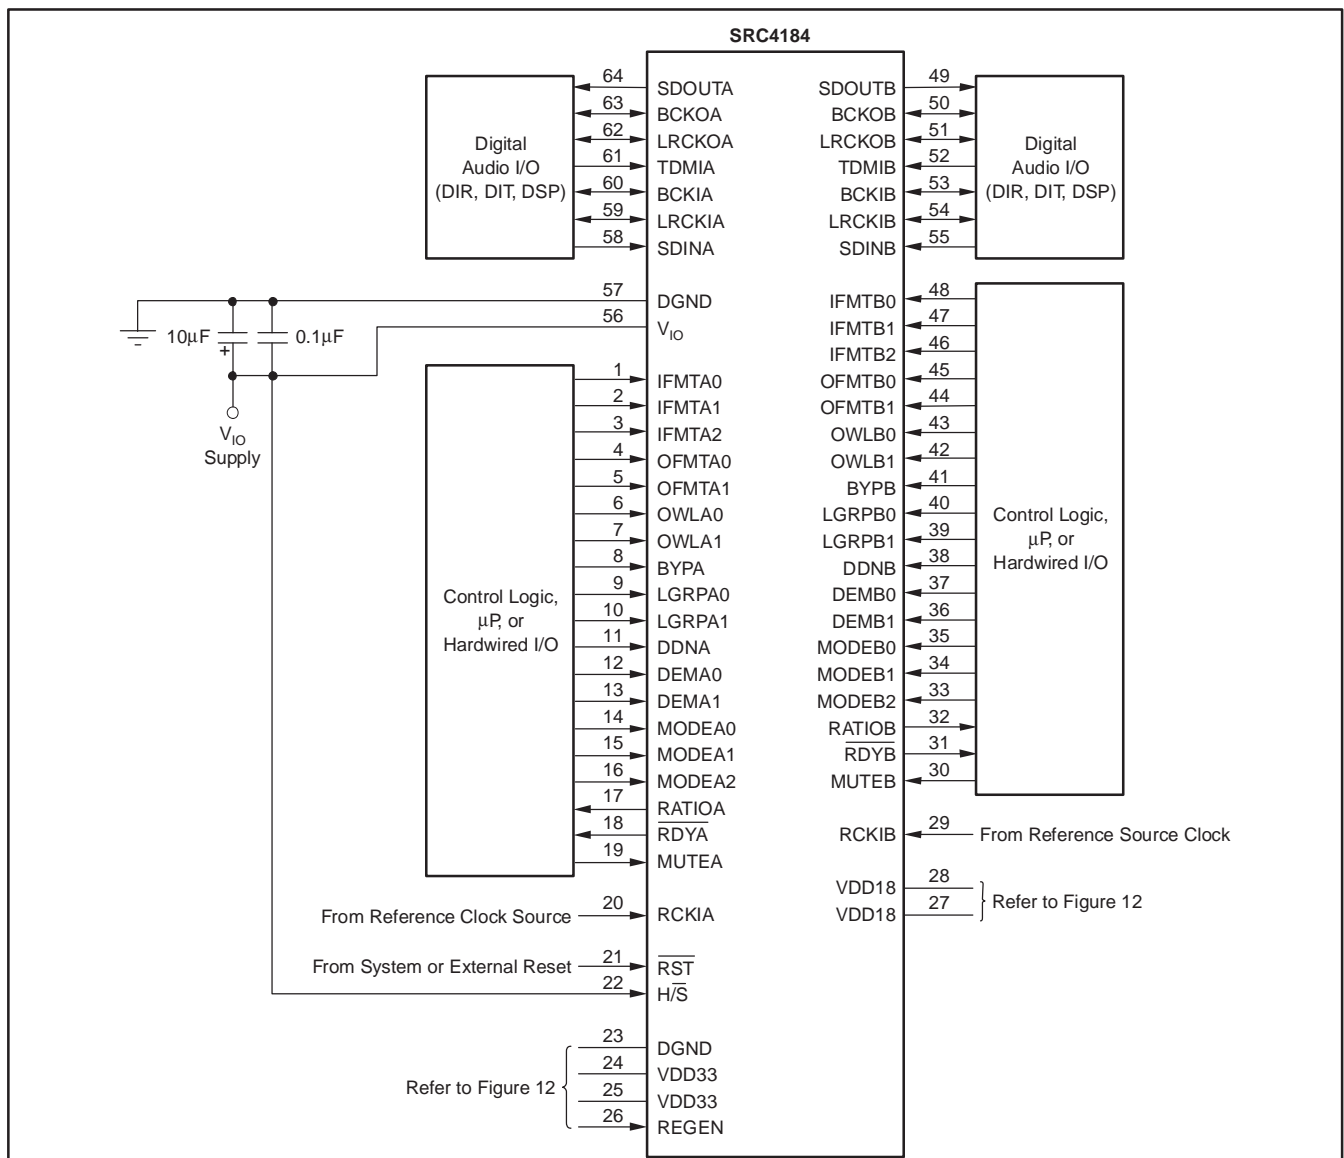 SRC4184
64 SDOUTA SDOUTB 49
63 BCKOA BCKOB 50
62 LRCKOA LRCKOB 51
61 TDMIA TDMIB 52
60 BCKIA BCKIB 53
59 LRCKIA LRCKIB 54
58 SDINA SDINB 55
Digital
Audio I/O
(DIR, DIT, DSP)
Digital
Audio I/O
(DIR, DIT, DSP)
57 DGND
56 VIO
10μF
+
0.1μF
VIO
Supply
1 IFMTA0
2 IFMTA1
3 IFMTA2
4 OFMTA0
5 OFMTA1
6 OWLA0
7 OWLA1
8 BYPA
9 LGRPA0
10 LGRPA1
11 DDNA
12 DEMA0
13 DEMA1
14 MODEA0
15 MODEA1
16 MODEA2
17 RATIOA
18 RDYA
19 MUTEA
Control Logic,
μP, or
Hardwired I/O
IFMTB0 48
IFMTB1 47
IFMTB2 46
OFMTB0 45
OFMTB1 44
OWLB0 43
OWLB1 42
BYPB 41
LGRPB0 40
LGRPB1 39
DDNB 38
DEMB0 37
DEMB1 36
MODEB0 35
MODEB1 34
MODEB2 33
RATIOB 32
RDYB 31
MUTEB 30
Control Logic,
μP, or
Hardwired I/O
RCKIB 29 From Reference Source Clock
VDD18 28
VDD18 27
Refer to Figure 12
From Reference Clock Source 20 RCKIA
From System or External Reset 21 RST
22 H/S
23 DGND
24 VDD33
25 VDD33
26 REGEN
Refer to Figure 12